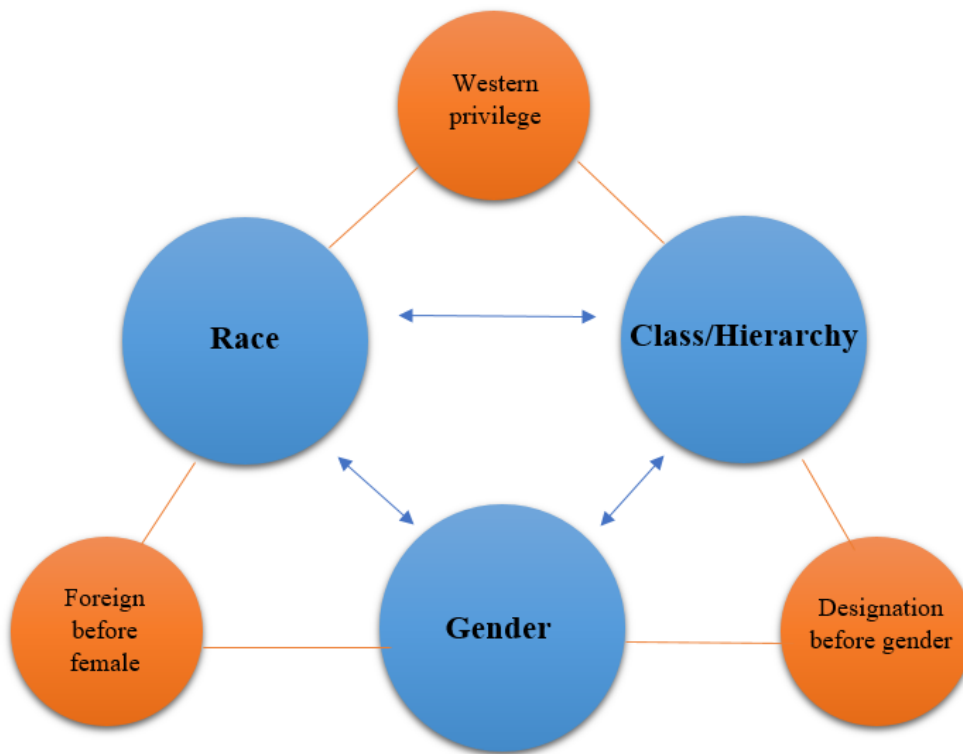 Western
privilege
Race
Class/Hierarchy
Foreign
before
female
Gender
Designation
before gender